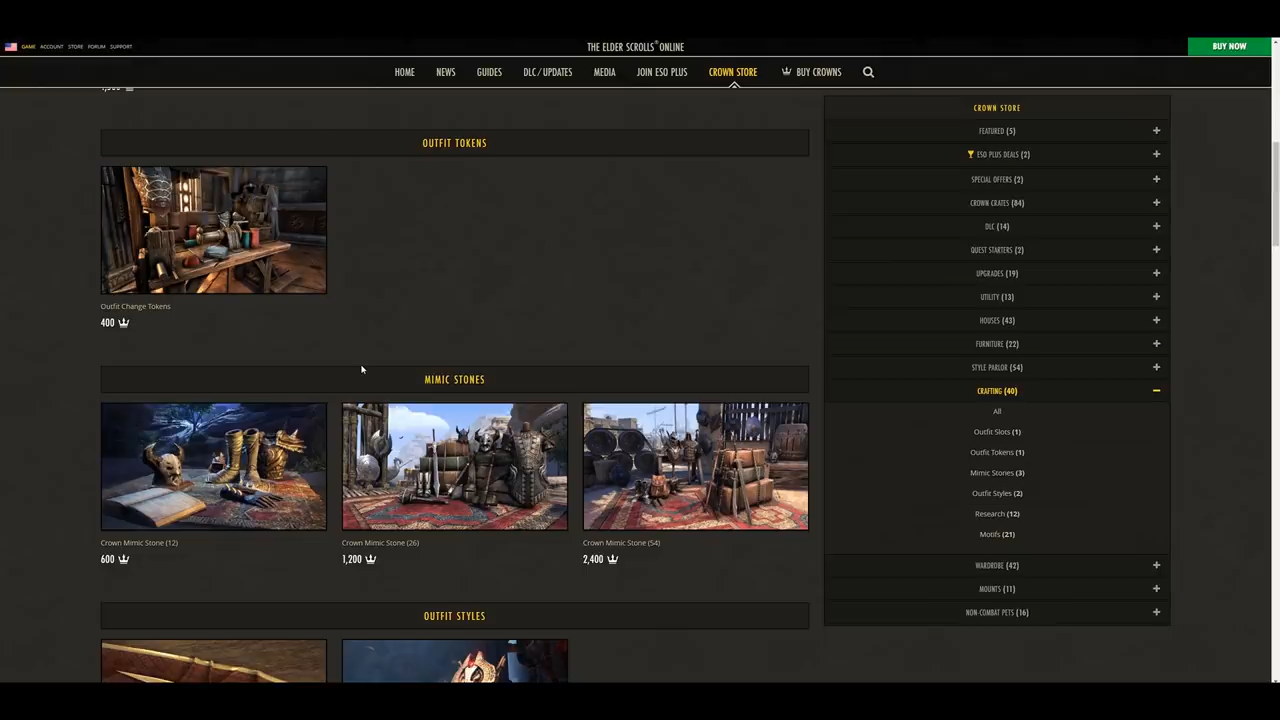 GAME ACCOUNT STORE FORUM SUPPORT
THE ELDER SCROLLS® ONLINE
BUY NOW
HOME NEWS GUIDES DLC/UPDATES MEDIA JOIN ESO PLUS CROWN STORE BUY CROWNS
OUTFIT TOKENS
Outfit Change Tokens
400
MIMIC STONES
Crown Mimic Stone (12)
600
Crown Mimic Stone (26)
1,200
Crown Mimic Stone (54)
2,400
OUTFIT STYLES
CROWN STORE
FEATURED (5)
ESO PLUS DEALS (2)
SPECIAL OFFERS (2)
CROWN CRATES (84)
DLC (14)
QUEST STARTERS (2)
UPGRADES (19)
UTILITY (13)
HOUSES (43)
FURNITURE (22)
STYLE PARLOR (54)
CRAFTING (40)
All
Outfit Slots (1)
Outfit Tokens (1)
Mimic Stones (3)
Outfit Styles (2)
Research (12)
Motifs (21)
WARDROBE (42)
MOUNTS (11)
NON-COMBAT PETS (16)